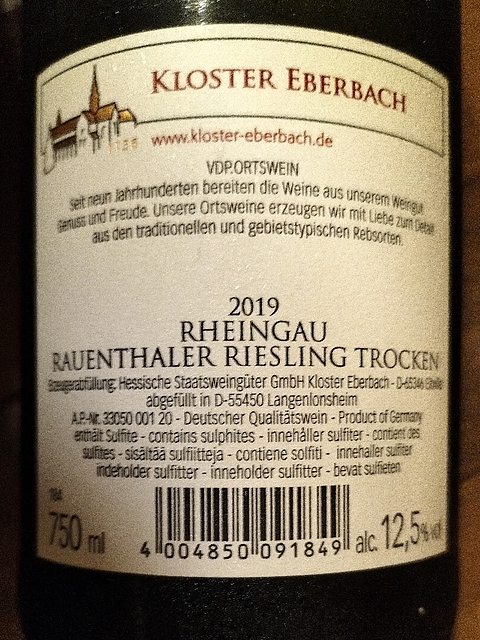 KLOSTER EBERBACH
www.kloster-eberbach.de
VDP.ORTSWEIN
Seit neun Jahrhunderten bereiten die Weine aus unserem Weingut
Genuss und Freude. Unsere Ortsweine erzeugen wir mit Liebe zum Detail
aus den traditionellen und gebietstypischen Rebsorten.
2019
RHEINGAU
RAUENTHALER RIESLING TROCKEN
Erzeugerabfüllung: Hessische Staatsweingüter GmbH Kloster Eberbach - D-65346 Eltville
abgefüllt in D-55450 Langenlonsheim
A.P.-Nr. 33050 001 20 - Deutscher Qualitätswein - Product of Germany
enthält Sulfite - contains sulphites - innehåller sulfiter - contient des
sulfites - sisältää sulfiitteja - contiene solfiti - innehaller sulfiter
indeholder sulfitter - inneholder sulfitter - bevat sulfieten
750 ml
4 004850 091849
alc. 12,5% vol